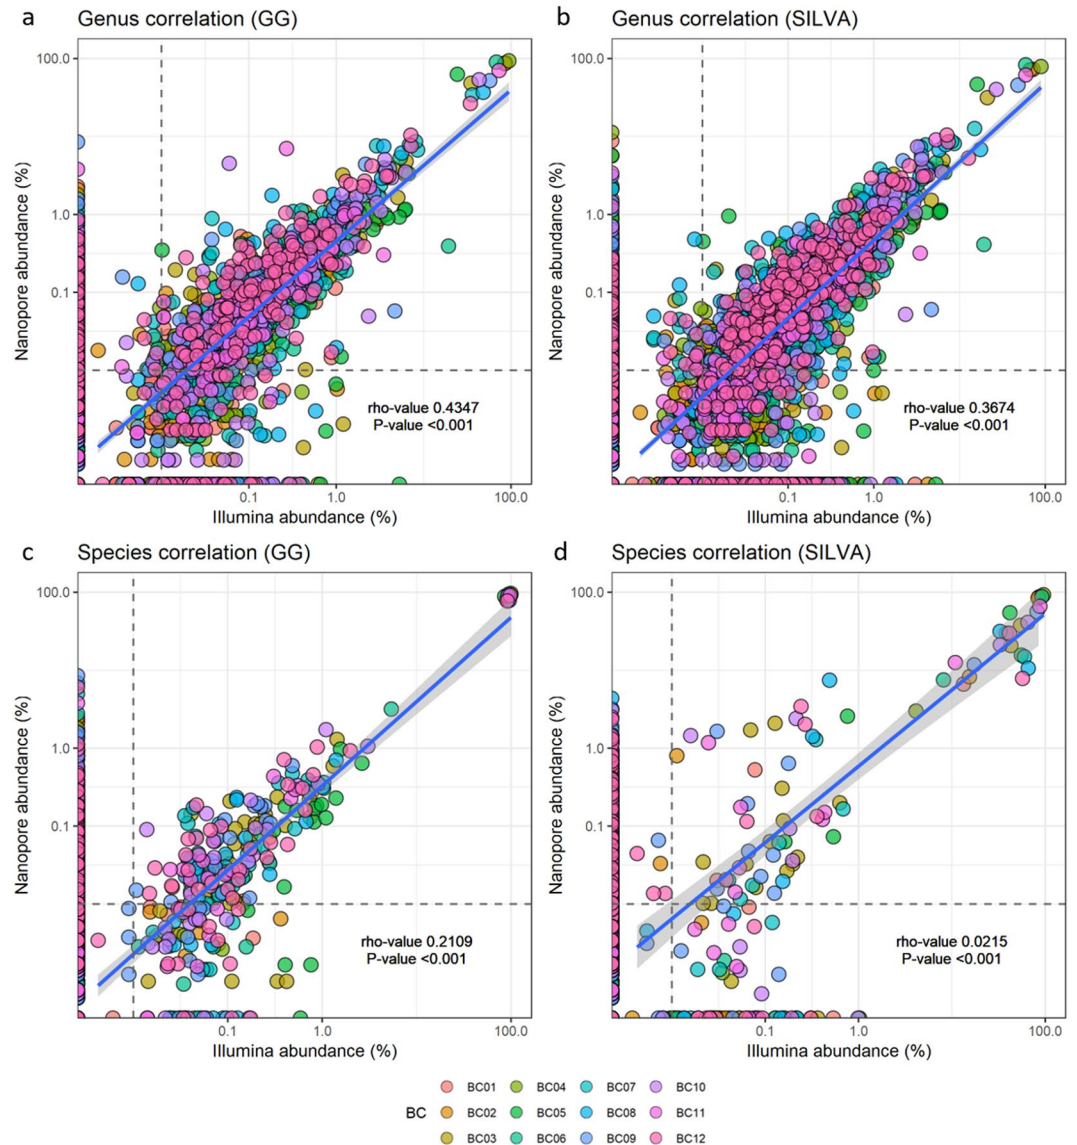 a Genus correlation (GG)
Nanopore abundance (%)
100.0
1.0
0.1
rho-value 0.4347
P-value <0.001
0.1 1.0 100.0
Illumina abundance (%)
b Genus correlation (SILVA)
Nanopore abundance (%)
100.0
1.0
0.1
rho-value 0.3674
P-value <0.001
0.1 1.0 100.0
Illumina abundance (%)
c Species correlation (GG)
Nanopore abundance (%)
100.0
1.0
0.1
rho-value 0.2109
P-value <0.001
0.1 1.0 100.0
Illumina abundance (%)
d Species correlation (SILVA)
Nanopore abundance (%)
100.0
1.0
0.1
rho-value 0.0215
P-value <0.001
0.1 1.0 100.0
Illumina abundance (%)
BC01 BC04 BC07 BC10
BC BC02 BC05 BC08 BC11
BC03 BC06 BC09 BC12